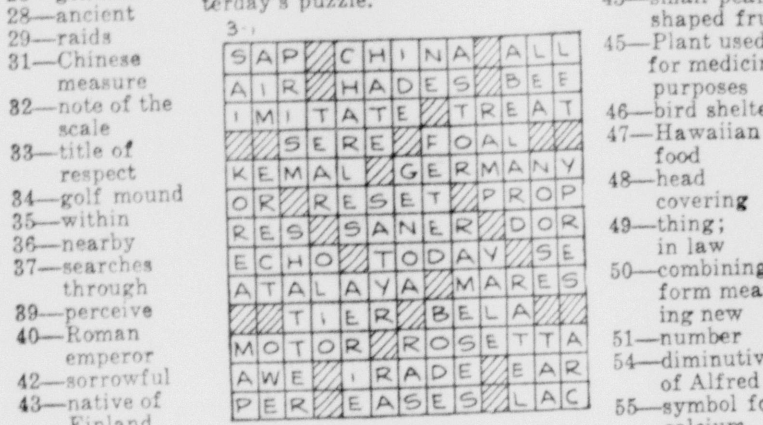 terday's puzzle.
28—ancient
29—raids
31—Chinese
measure
32—note of the
scale
33—title of
respect
34—golf mound
35—within
36—nearby
37—searches
through
39—perceive
40—Roman
emperor
42—sorrowful
43—native of
Finland
SAP CHINA ALL
AIR HADES BEE
IMITATE TREAT
SERE FOAL
KEMAL GERMANY
OR RESET PROP
RES SANER DOR
ECHO TODAY SE
ATALAYA MARES
TIER BELA
MOTOR ROSETTA
AWE IRADE EAR
PER EASES LAC
shaped fru
45—Plant used
for medicin
purposes
46—bird shelte
47—Hawaiian
food
48—head
covering
49—thing;
in law
50—combining
form mea
ing new
51—number
54—diminutiv
of Alfred
55—symbol fo
calcium